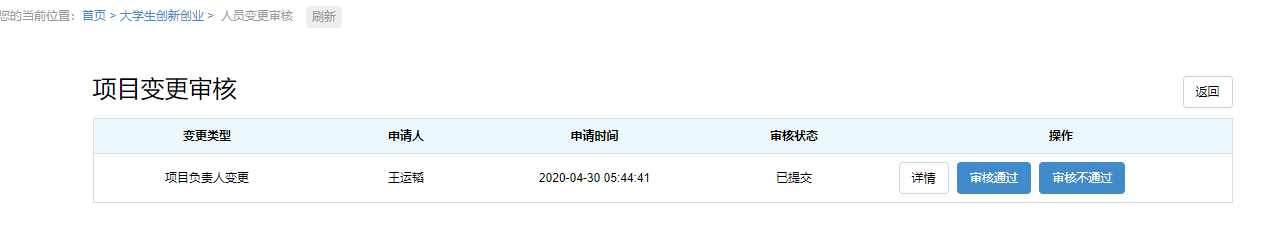 您的当前位置：首页 > 大学生创新创业 > 人员变更审核 刷新
项目变更审核
返回
变更类型 申请人 申请时间 审核状态 操作
项目负责人变更 王运韬 2020-04-30 05:44:41 已提交 详情 审核通过 审核不通过